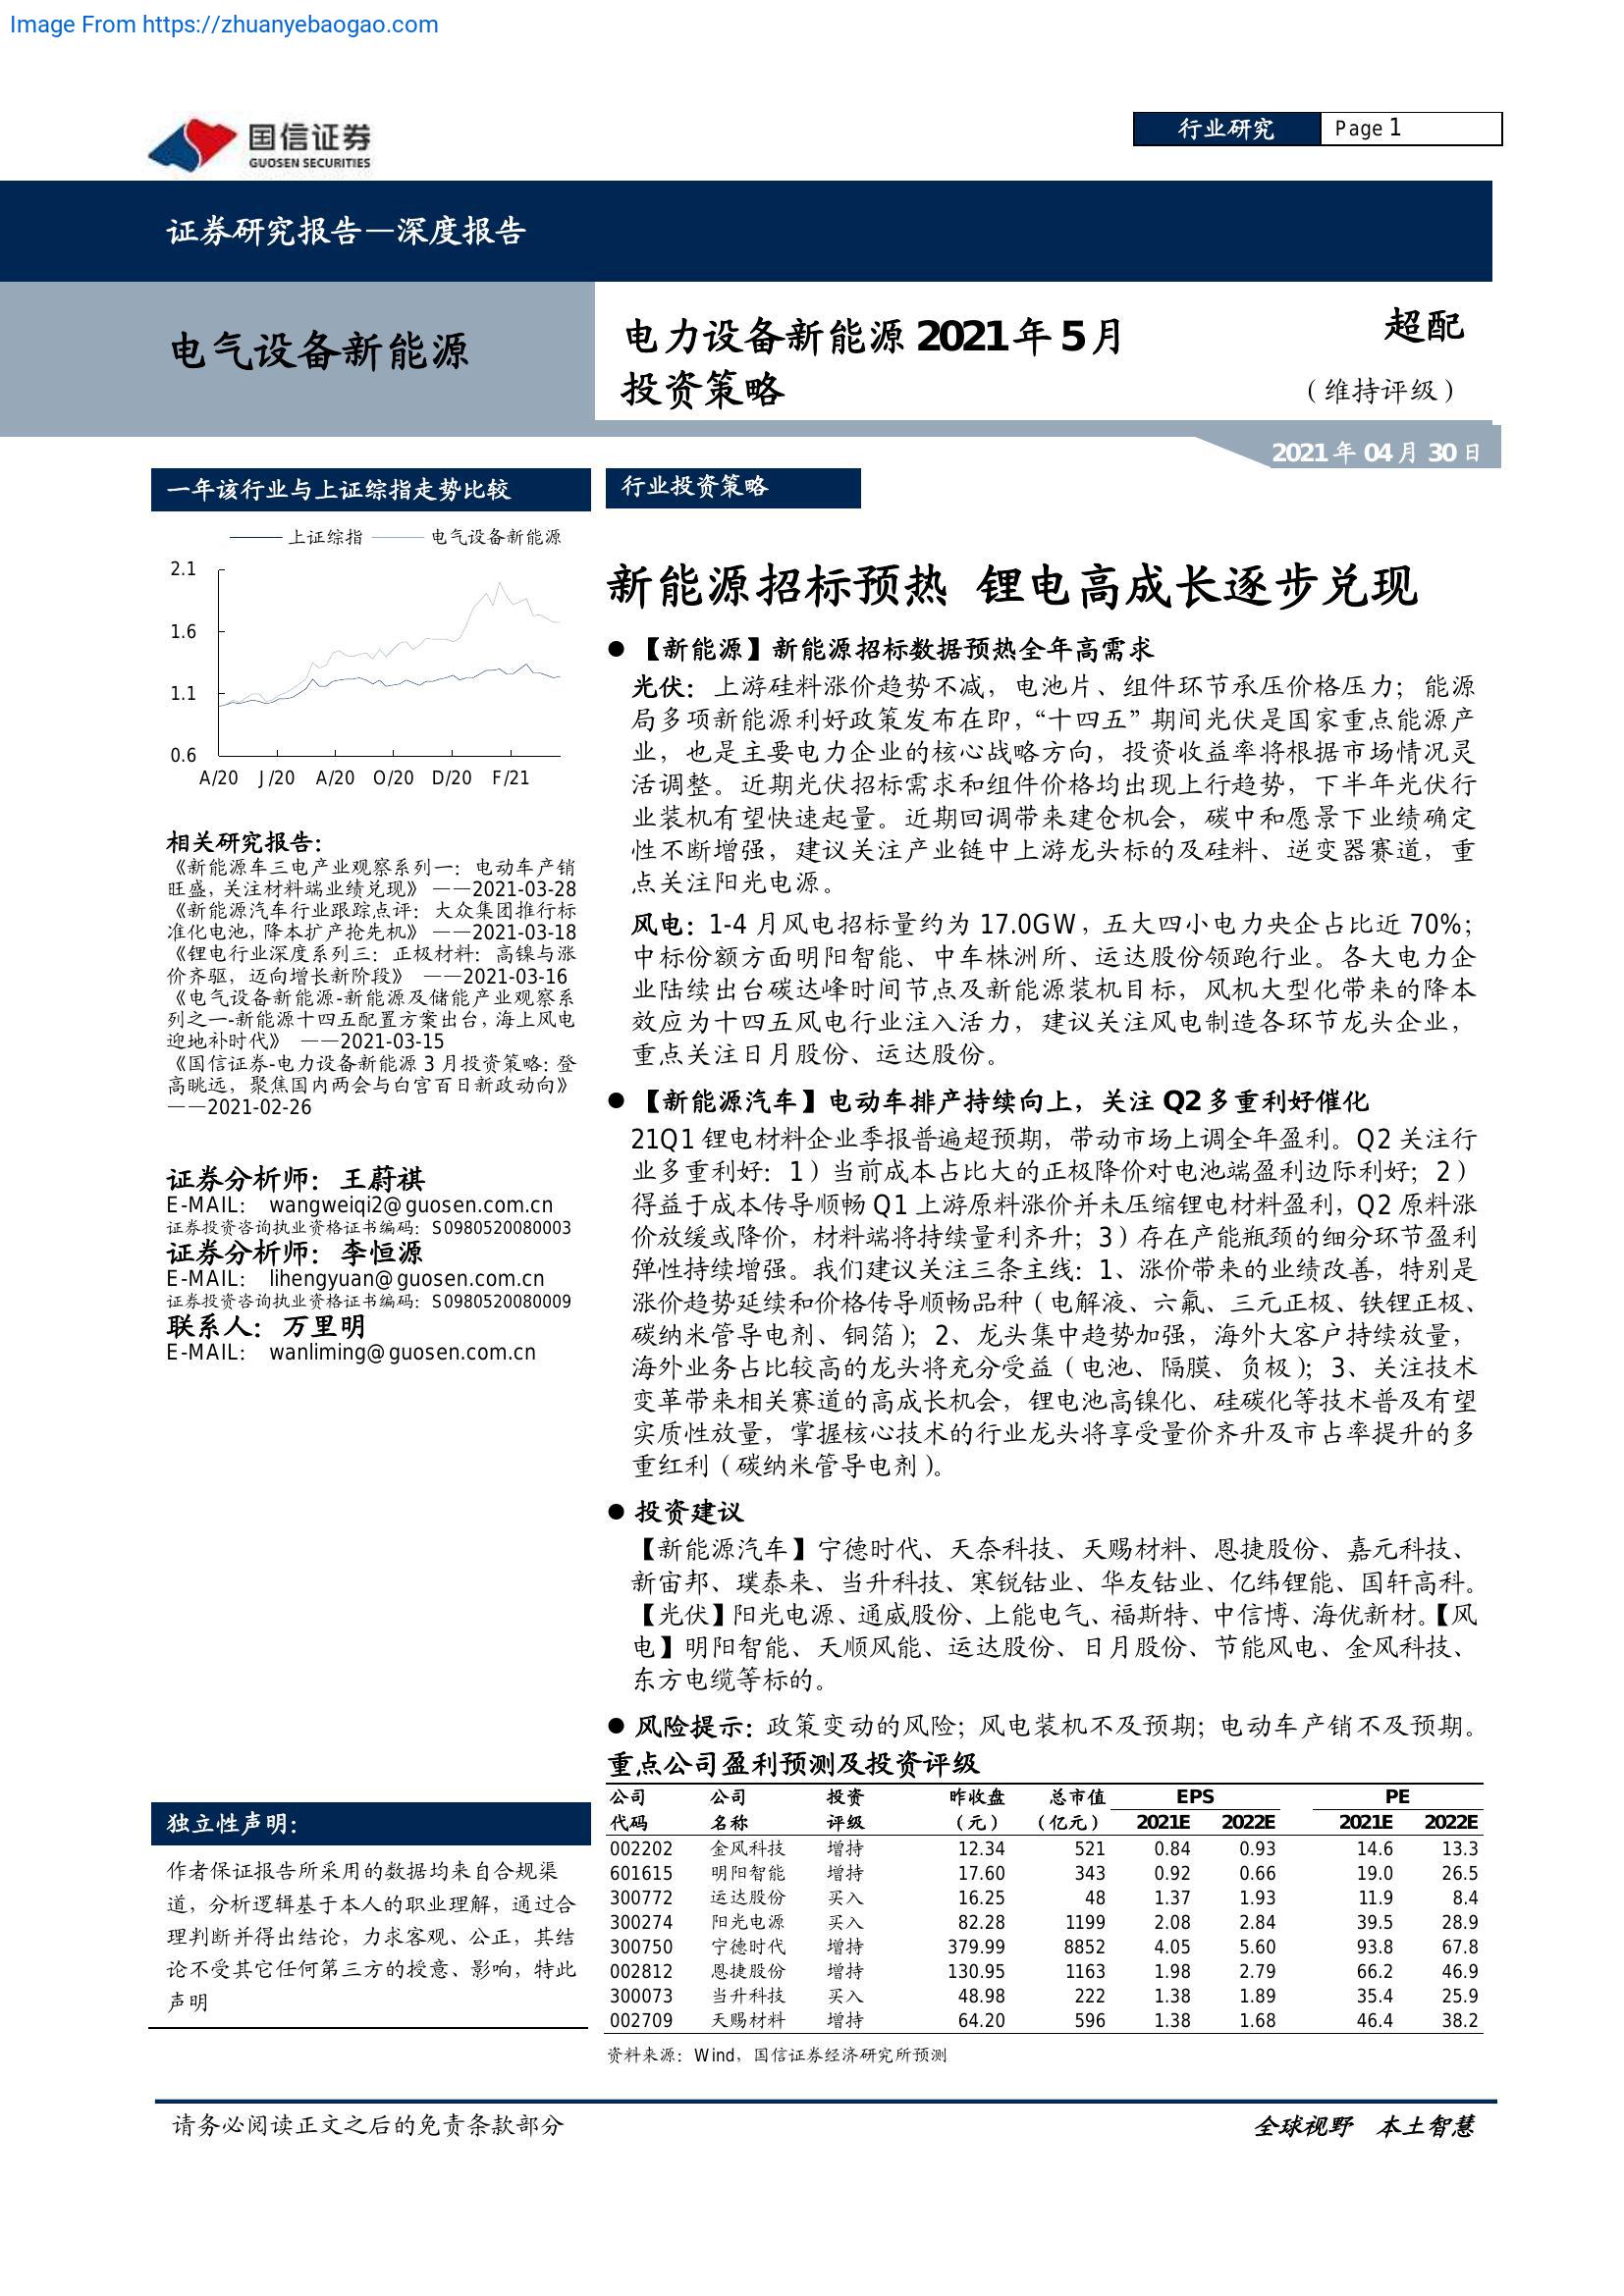 Image From https://zhuanyebaogao.com
国信证券
GUOSEN SECURITIES
行业研究
Page 1
证券研究报告—深度报告
电气设备新能源
电力设备新能源 2021 年 5 月
投资策略
超配
（维持评级）
2021 年 04 月 30 日
一年该行业与上证综指走势比较
上证综指 电气设备新能源
2.1
1.6
1.1
0.6
A/20 J/20 A/20 O/20 D/20 F/21
相关研究报告：
《新能源车三电产业观察系列一：电动车产销
旺盛，关注材料端业绩兑现》 ——2021-03-28
《新能源汽车行业跟踪点评：大众集团推行标
准化电池，降本扩产抢先机》 ——2021-03-18
《锂电行业深度系列三：正极材料：高镍与涨
价齐驱，迈向增长新阶段》 ——2021-03-16
《电气设备新能源-新能源及储能产业观察系
列之一-新能源十四五配置方案出台，海上风电
迎地补时代》 ——2021-03-15
《国信证券-电力设备新能源 3 月投资策略：登
高眺远，聚焦国内两会与白宫百日新政动向》
——2021-02-26
证券分析师：王蔚祺
E-MAIL： wangweiqi2@guosen.com.cn
证券投资咨询执业资格证书编码：S0980520080003
证券分析师：李恒源
E-MAIL： lihengyuan@guosen.com.cn
证券投资咨询执业资格证书编码：S0980520080009
联系人：万里明
E-MAIL： wanliming@guosen.com.cn
独立性声明：
作者保证报告所采用的数据均来自合规渠
道，分析逻辑基于本人的职业理解，通过合
理判断并得出结论，力求客观、公正，其结
论不受其它任何第三方的授意、影响，特此
声明
行业投资策略
新能源招标预热 锂电高成长逐步兑现
● 【新能源】新能源招标数据预热全年高需求
光伏：上游硅料涨价趋势不减，电池片、组件环节承压价格压力；能源
局多项新能源利好政策发布在即，“十四五”期间光伏是国家重点能源产
业，也是主要电力企业的核心战略方向，投资收益率将根据市场情况灵
活调整。近期光伏招标需求和组件价格均出现上行趋势，下半年光伏行
业装机有望快速起量。近期回调带来建仓机会，碳中和愿景下业绩确定
性不断增强，建议关注产业链中上游龙头标的及硅料、逆变器赛道，重
点关注阳光电源。
风电：1-4 月风电招标量约为 17.0GW，五大四小电力央企占比近 70%；
中标份额方面明阳智能、中车株洲所、运达股份领跑行业。各大电力企
业陆续出台碳达峰时间节点及新能源装机目标，风机大型化带来的降本
效应为十四五风电行业注入活力，建议关注风电制造各环节龙头企业，
重点关注日月股份、运达股份。
● 【新能源汽车】电动车排产持续向上，关注 Q2 多重利好催化
21Q1 锂电材料企业季报普遍超预期，带动市场上调全年盈利。Q2 关注行
业多重利好：1）当前成本占比大的正极降价对电池端盈利边际利好；2）
得益于成本传导顺畅 Q1 上游原料涨价并未压缩锂电材料盈利，Q2 原料涨
价放缓或降价，材料端将持续量利齐升；3）存在产能瓶颈的细分环节盈利
弹性持续增强。我们建议关注三条主线：1、涨价带来的业绩改善，特别是
涨价趋势延续和价格传导顺畅品种（电解液、六氟、三元正极、铁锂正极、
碳纳米管导电剂、铜箔）；2、龙头集中趋势加强，海外大客户持续放量，
海外业务占比较高的龙头将充分受益（电池、隔膜、负极）；3、关注技术
变革带来相关赛道的高成长机会，锂电池高镍化、硅碳化等技术普及有望
实质性放量，掌握核心技术的行业龙头将享受量价齐升及市占率提升的多
重红利（碳纳米管导电剂）。
● 投资建议
【新能源汽车】宁德时代、天奈科技、天赐材料、恩捷股份、嘉元科技、
新宙邦、璞泰来、当升科技、寒锐钴业、华友钴业、亿纬锂能、国轩高科。
【光伏】阳光电源、通威股份、上能电气、福斯特、中信博、海优新材。【风
电】明阳智能、天顺风能、运达股份、日月股份、节能风电、金风科技、
东方电缆等标的。
● 风险提示：政策变动的风险；风电装机不及预期；电动车产销不及预期。
重点公司盈利预测及投资评级
公司 公司 投资 昨收盘 总市值 EPS PE
代码 名称 评级 （元） （亿元） 2021E 2022E 2021E 2022E
002202 金风科技 增持 12.34 521 0.84 0.93 14.6 13.3
601615 明阳智能 增持 17.60 343 0.92 0.66 19.0 26.5
300772 运达股份 买入 16.25 48 1.37 1.93 11.9 8.4
300274 阳光电源 买入 82.28 1199 2.08 2.84 39.5 28.9
300750 宁德时代 增持 379.99 8852 4.05 5.60 93.8 67.8
002812 恩捷股份 增持 130.95 1163 1.98 2.79 66.2 46.9
300073 当升科技 买入 48.98 222 1.38 1.89 35.4 25.9
002709 天赐材料 增持 64.20 596 1.38 1.68 46.4 38.2
资料来源：Wind，国信证券经济研究所预测
请务必阅读正文之后的免责条款部分
全球视野 本土智慧